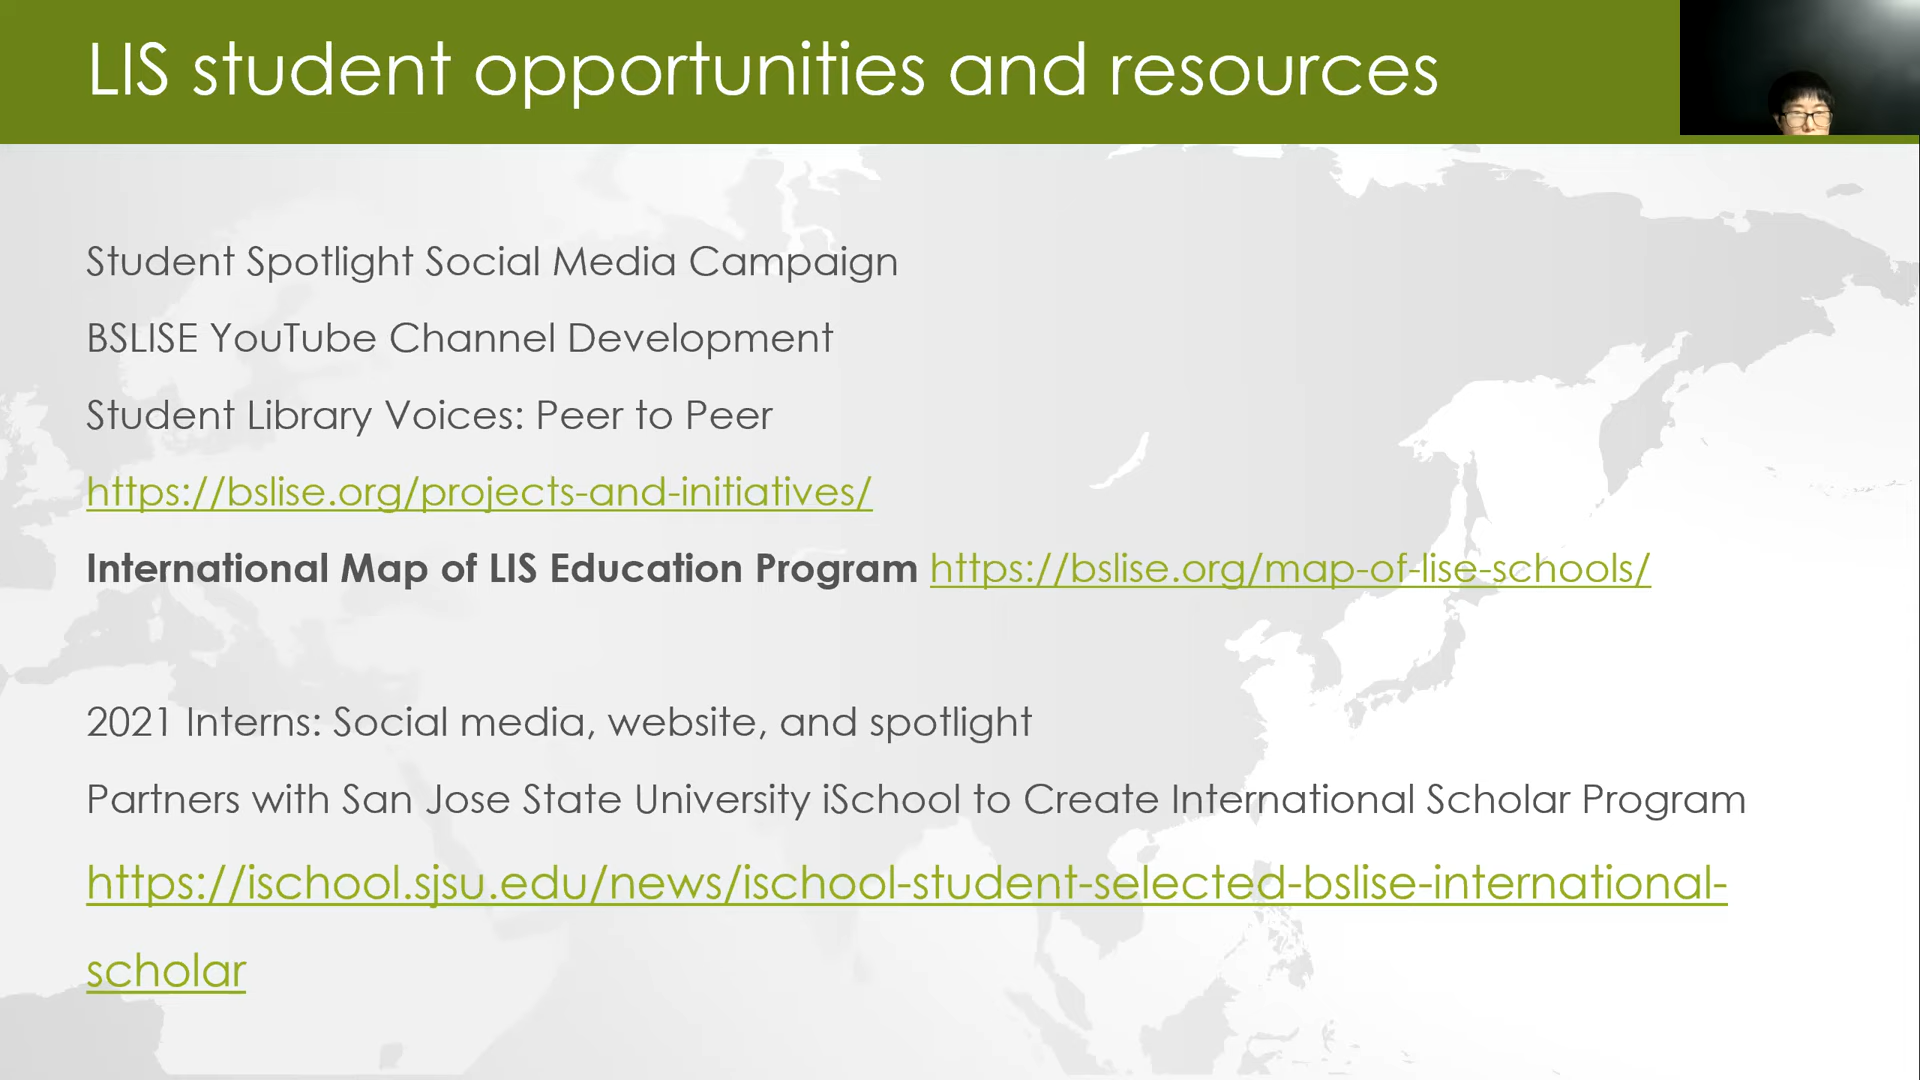 LIS student opportunities and resources
Student Spotlight Social Media Campaign
BSLISE YouTube Channel Development
Student Library Voices: Peer to Peer
https://bslise.org/projects-and-initiatives/
International Map of LIS Education Program https://bslise.org/map-of-lise-schools/
2021 Interns: Social media, website, and spotlight
Partners with San Jose State University iSchool to Create International Scholar Program
https://ischool.sjsu.edu/news/ischool-student-selected-bslise-international-
scholar